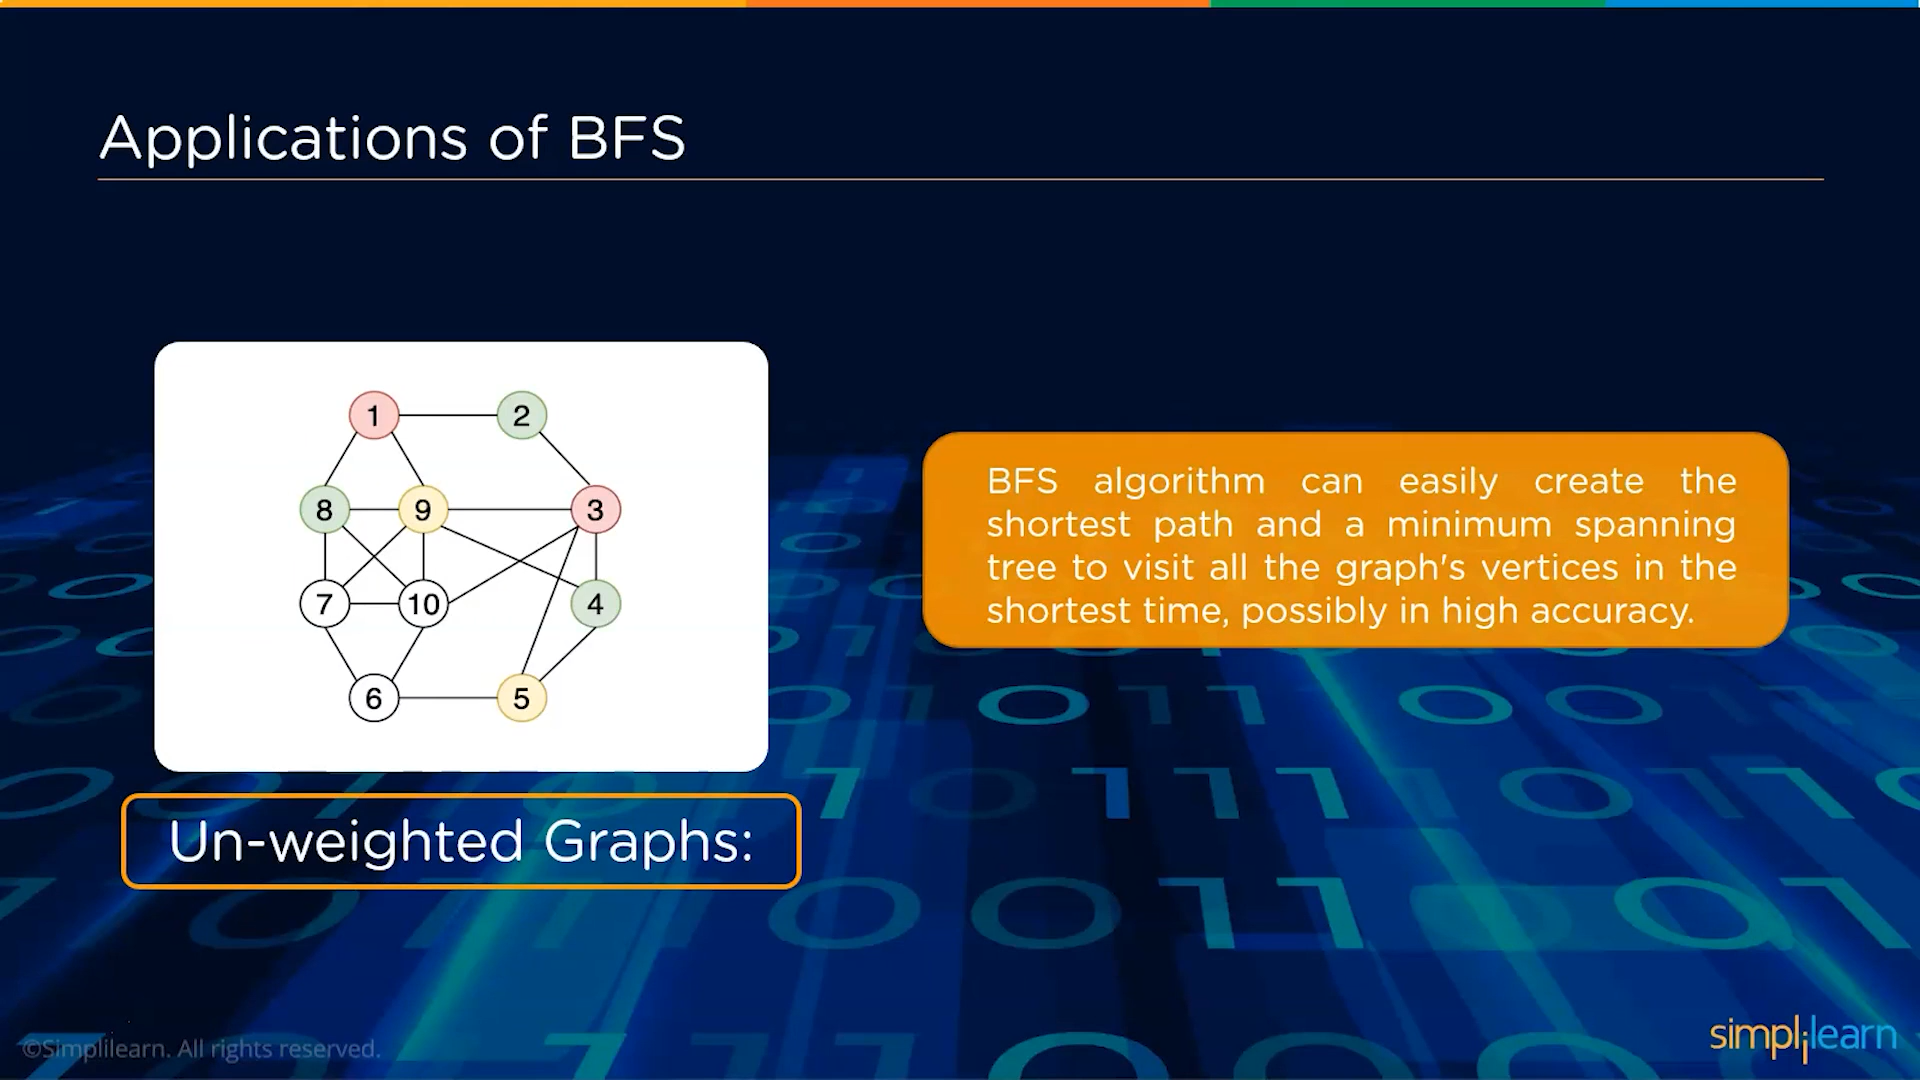 Applications of BFS
1 2
8 9 3
7 10 4
6 5
BFS algorithm can easily create the
shortest path and a minimum spanning
tree to visit all the graph's vertices in the
shortest time, possibly in high accuracy.
Un-weighted Graphs:
©Simplilearn. All rights reserved.
simplilearn